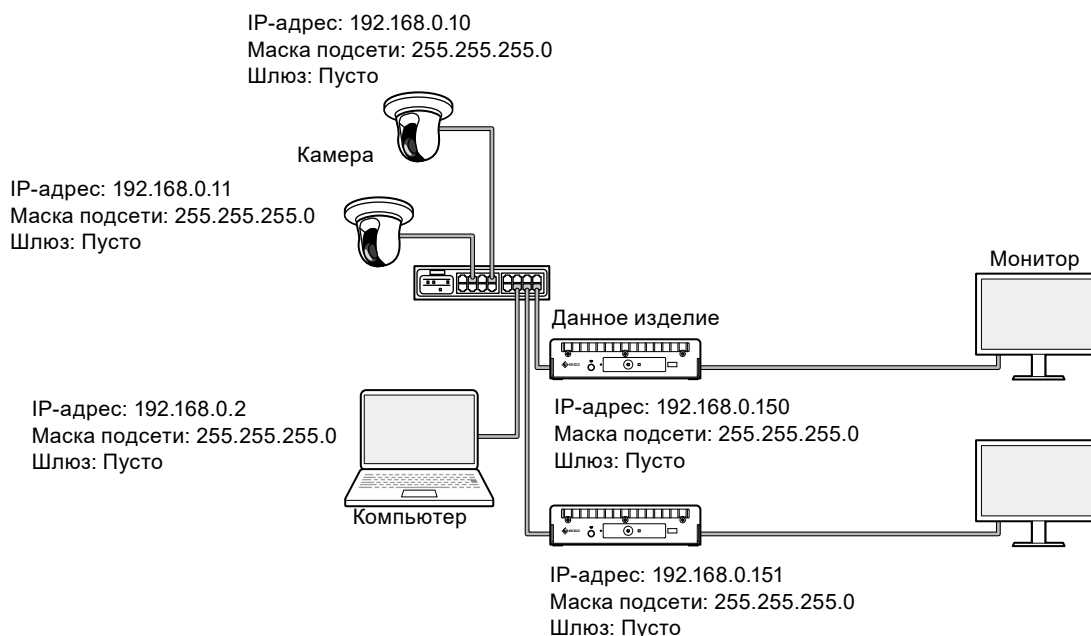 IP-адрес: 192.168.0.10
Маска подсети: 255.255.255.0
Шлюз: Пусто
Камера
IP-адрес: 192.168.0.11
Маска подсети: 255.255.255.0
Шлюз: Пусто
Монитор
Данное изделие
IP-адрес: 192.168.0.2
Маска подсети: 255.255.255.0
Шлюз: Пусто
IP-адрес: 192.168.0.150
Маска подсети: 255.255.255.0
Шлюз: Пусто
Компьютер
IP-адрес: 192.168.0.151
Маска подсети: 255.255.255.0
Шлюз: Пусто